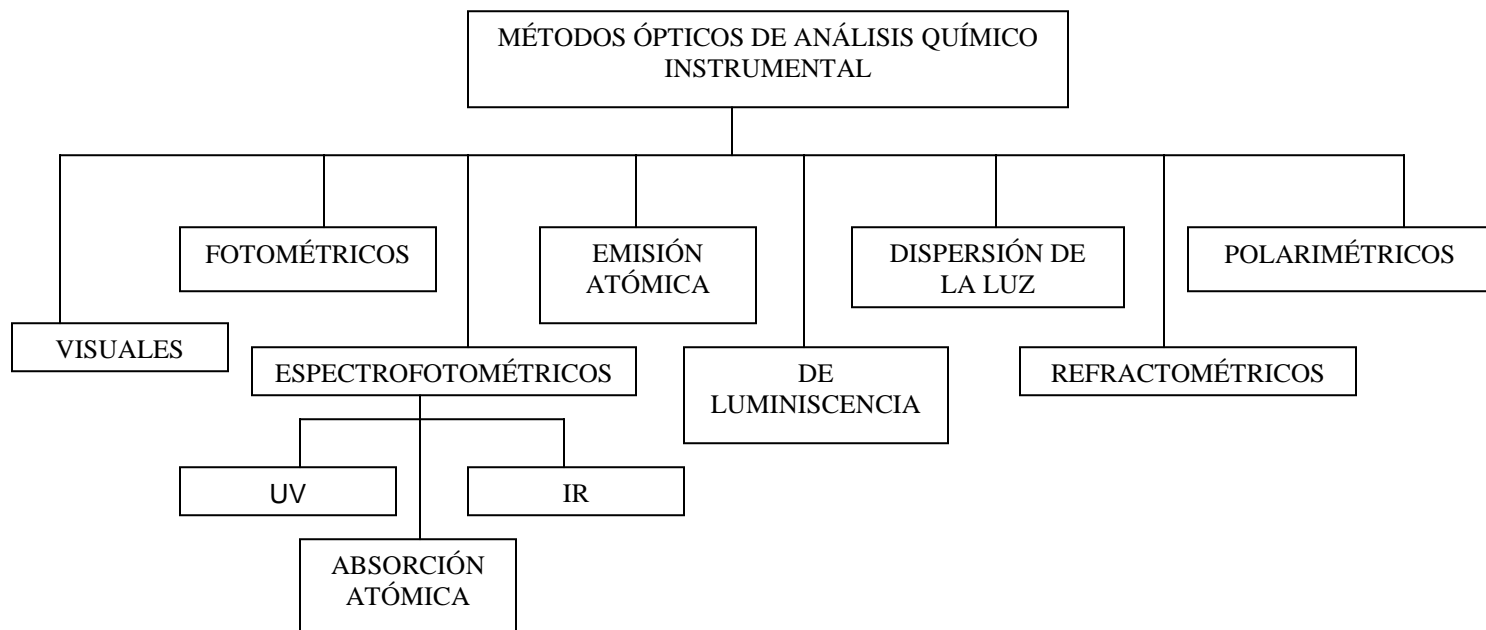 MÉTODOS ÓPTICOS DE ANÁLISIS QUÍMICO
INSTRUMENTAL
FOTOMÉTRICOS
EMISIÓN
ATÓMICA
DISPERSIÓN DE
LA LUZ
POLARIMÉTRICOS
VISUALES
ESPECTROFOTOMÉTRICOS
DE
LUMINISCENCIA
REFRACTOMÉTRICOS
UV
IR
ABSORCIÓN
ATÓMICA